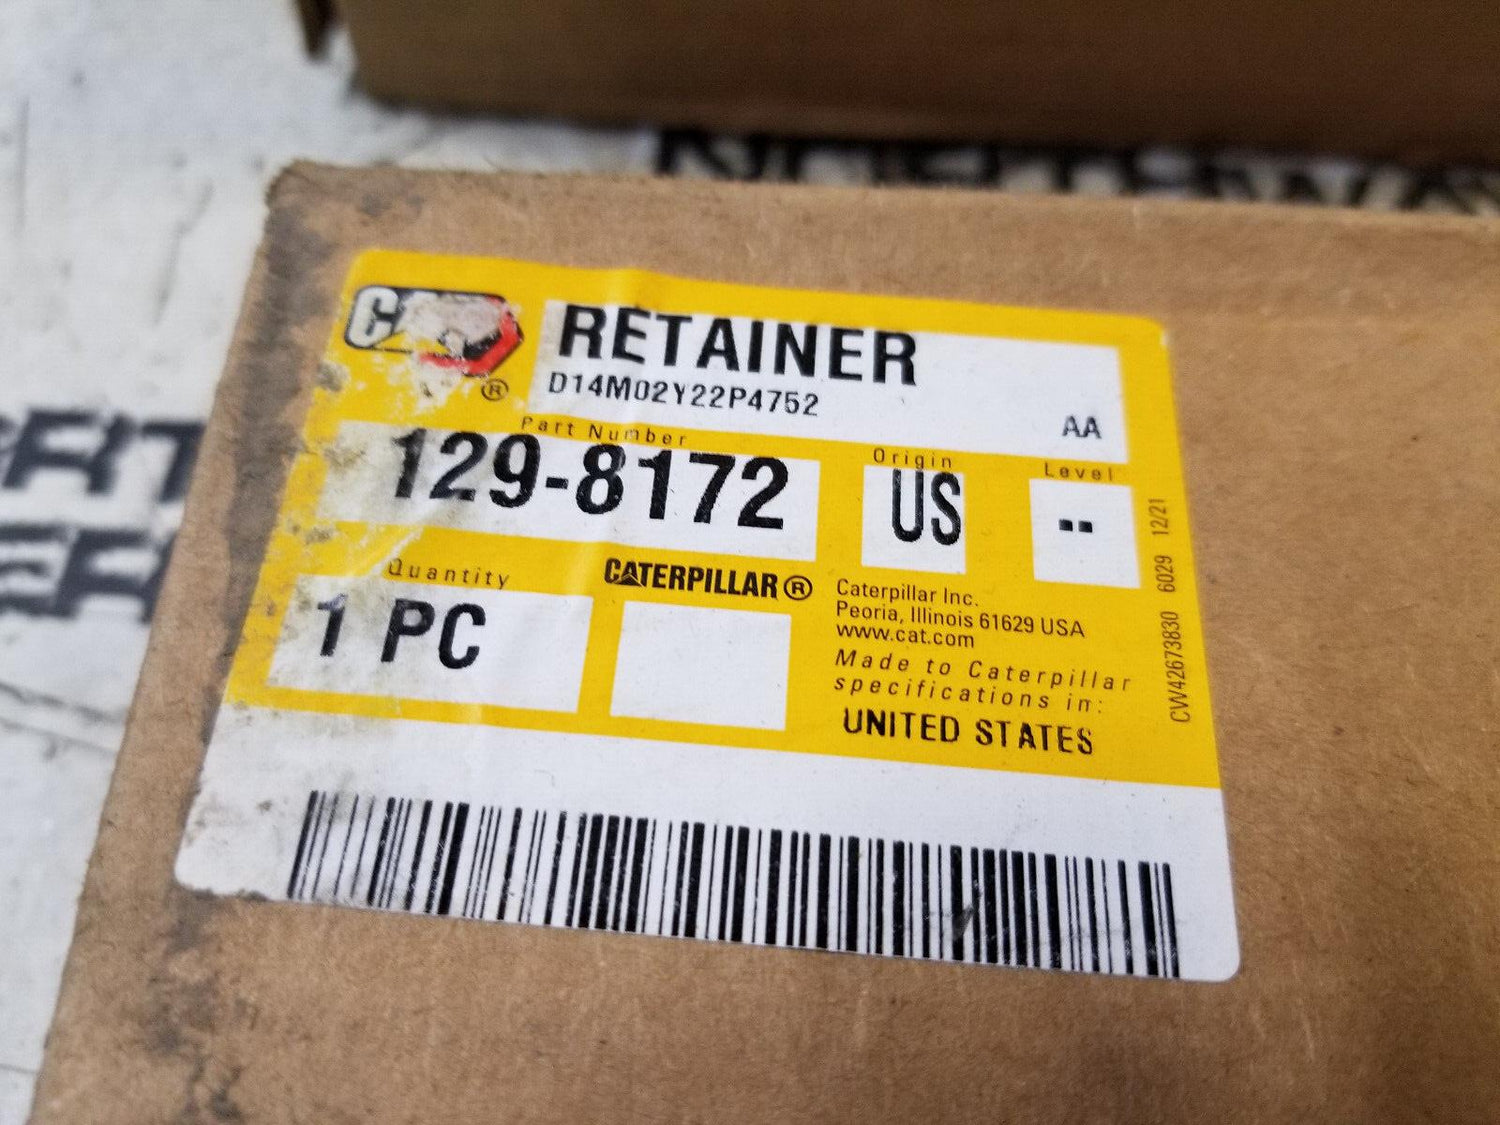 RETAINER
D14M02Y22P4752
AA
Part Number
129-8172
Origin
US
Level
--
Quantity
1 PC
CATERPILLAR®
Caterpillar Inc.
Peoria, Illinois 61629 USA
www.cat.com
Made to Caterpillar
specifications in:
UNITED STATES
CW42673830 6029 12/21